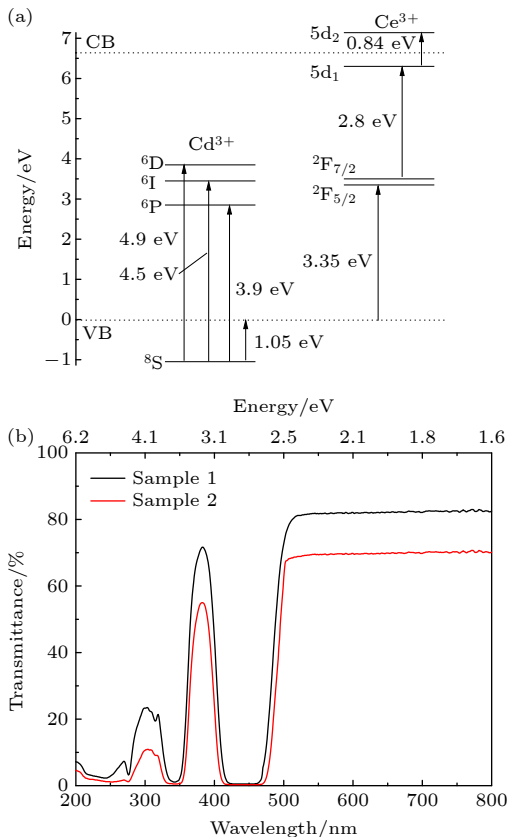 (a)
Energy/eV
7
6
5
4
3
2
1
0
−1
CB
VB
Cd³⁺
⁶D
⁶I
⁶P
⁸S
4.9 eV
4.5 eV
3.9 eV
1.05 eV
Ce³⁺
5d₂
0.84 eV
5d₁
2.8 eV
²F₇/₂
²F₅/₂
3.35 eV
(b)
Energy/eV
6.2 4.1 3.1 2.5 2.1 1.8 1.6
Transmittance/%
100
80
60
40
20
0
Sample 1
Sample 2
200 300 400 500 600 700 800
Wavelength/nm